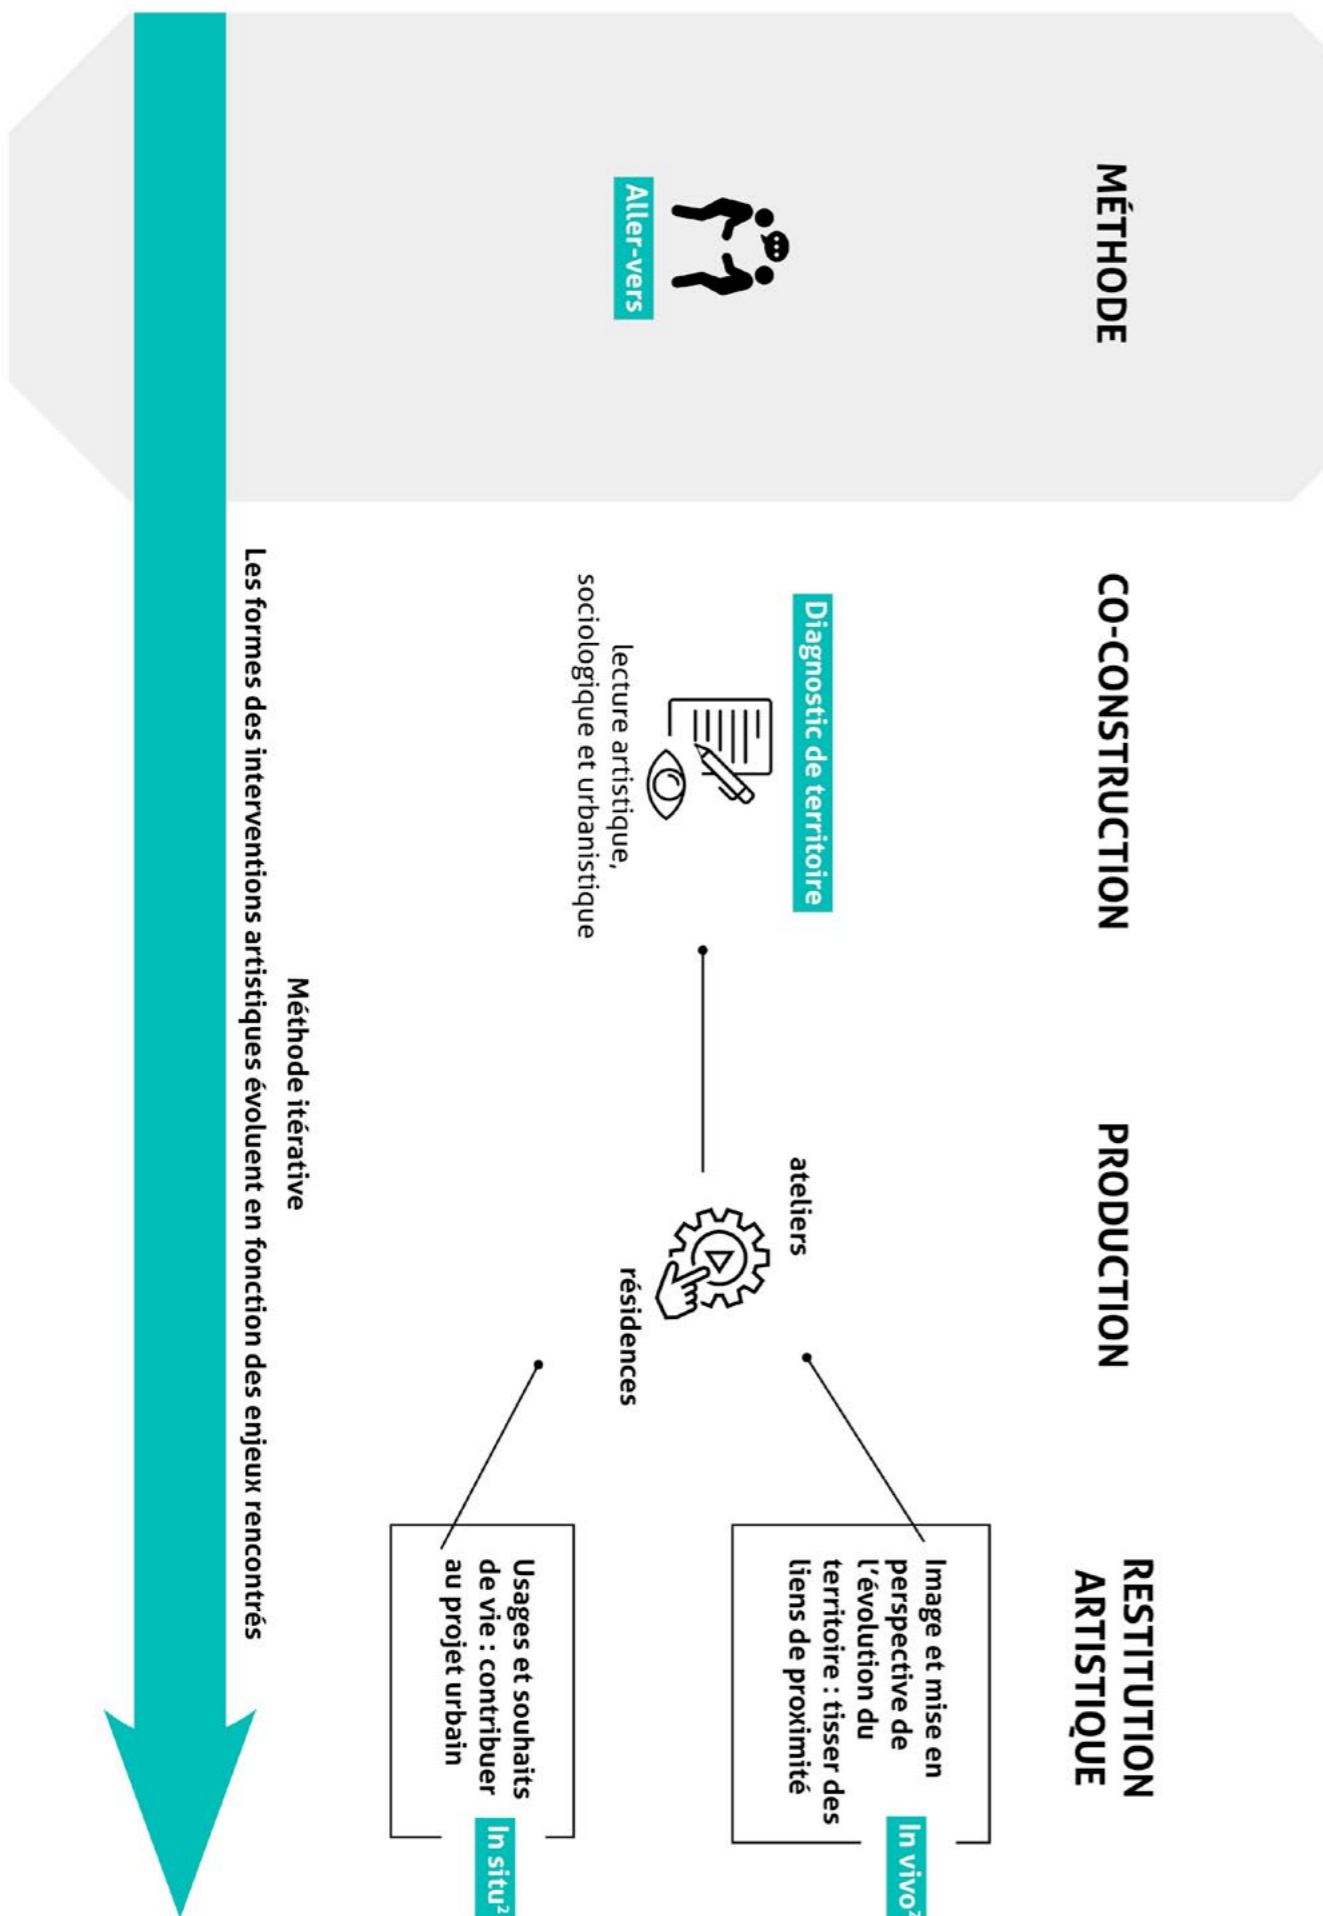 MÉTHODE
Aller-vers
CO-CONSTRUCTION
Diagnostic de territoire
lecture artistique,
sociologique et urbanistique
PRODUCTION
ateliers
résidences
RESTITUTION
ARTISTIQUE
Image et mise en
perspective de
l'évolution du
territoire : tisser des
liens de proximité
In vivo²
Usages et souhaits
de vie : contribuer
au projet urbain
In situ²
Méthode itérative
Les formes des interventions artistiques évoluent en fonction des enjeux rencontrés